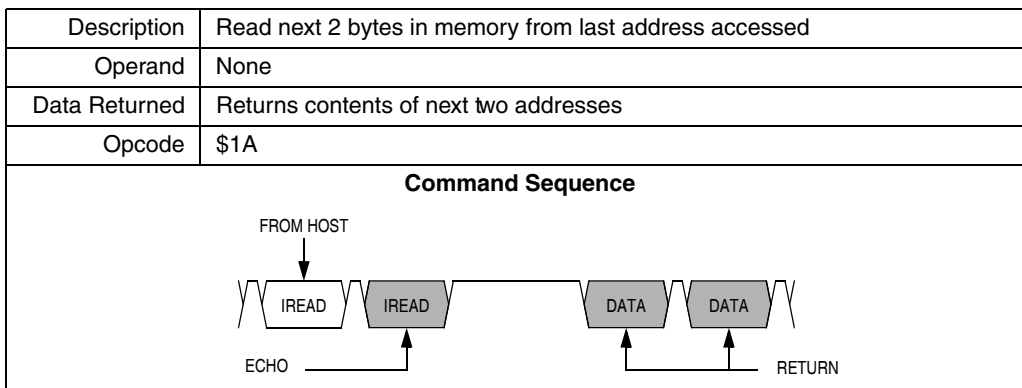 Description Read next 2 bytes in memory from last address accessed
Operand None
Data Returned Returns contents of next two addresses
Opcode $1A
Command Sequence
FROM HOST
IREAD IREAD DATA DATA
ECHO RETURN